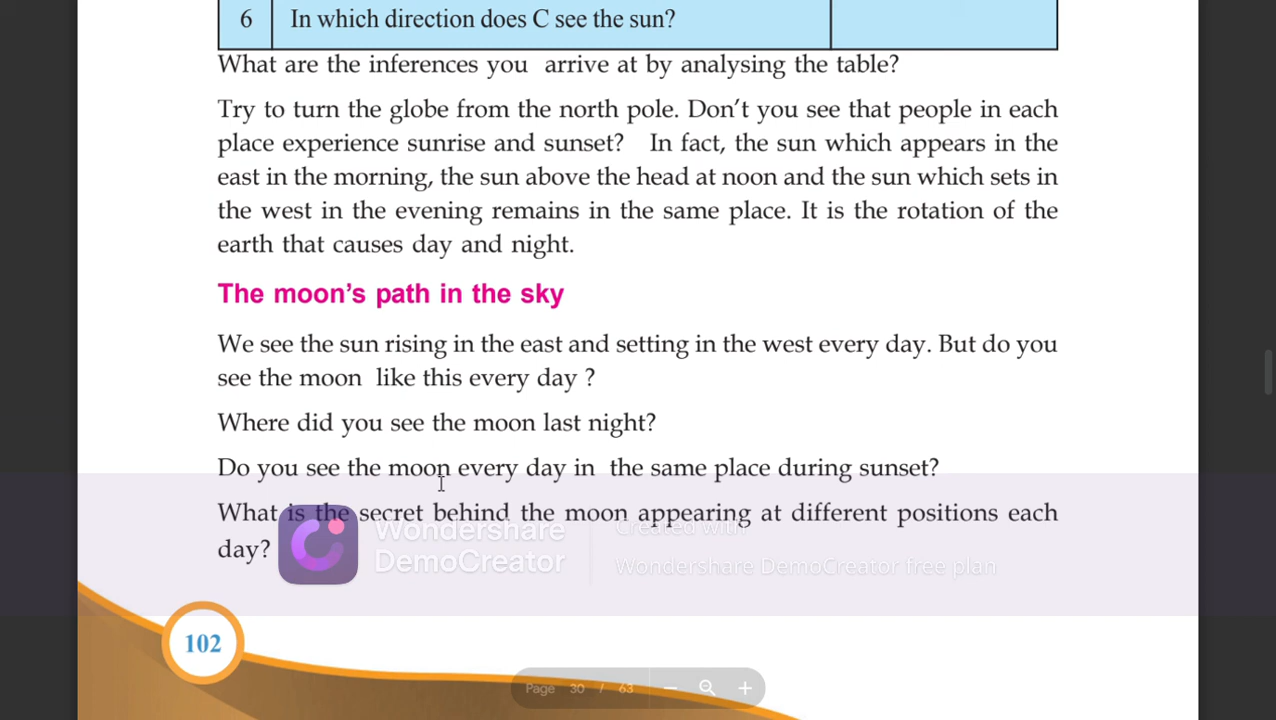 6 In which direction does C see the sun?
What are the inferences you arrive at by analysing the table?
Try to turn the globe from the north pole. Don’t you see that people in each
place experience sunrise and sunset? In fact, the sun which appears in the
east in the morning, the sun above the head at noon and the sun which sets in
the west in the evening remains in the same place. It is the rotation of the
earth that causes day and night.
The moon’s path in the sky
We see the sun rising in the east and setting in the west every day. But do you
see the moon like this every day ?
Where did you see the moon last night?
Do you see the moon every day in the same place during sunset?
What is the secret behind the moon appearing at different positions each
day?
Wondershare
DemoCreator
Created with
Wondershare DemoCreator free plan
102
Page 30 / 63